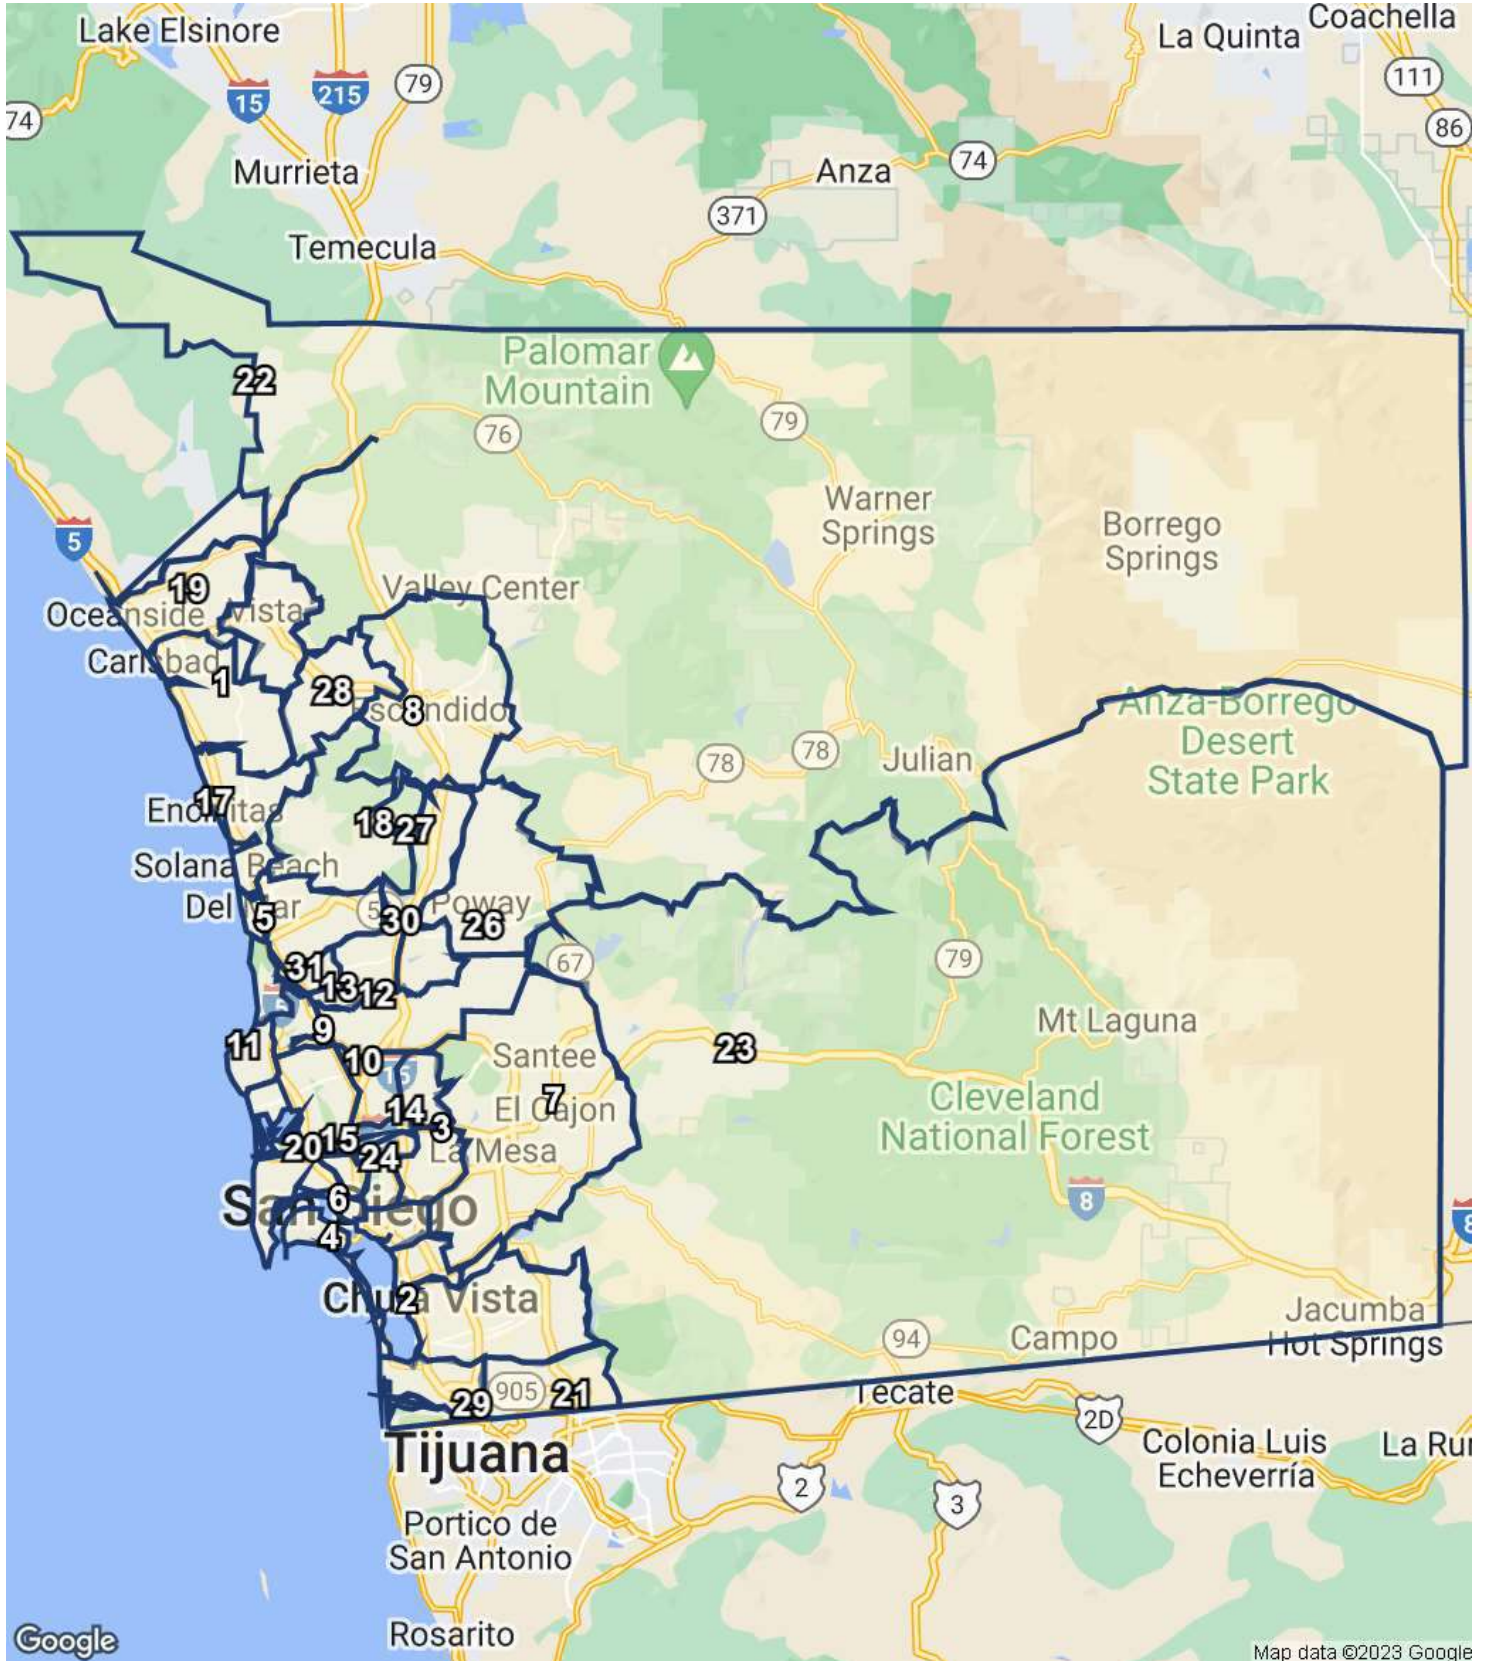 Lake Elsinore
Coachella
La Quinta
15
215
79
111
74
86
Murrieta
Anza
74
371
Temecula
Palomar
Mountain
22
76
79
Warner
Springs
Borrego
Springs
5
19
Valley Center
Oceanside
Vista
Carlsbad
1
28
8
Escondido
Anza-Borrego
Desert
State Park
78
78
Julian
17
Encinitas
18
27
Solana Beach
Del Mar
5
30
Poway
26
31
13
12
67
79
11
9
10
15
Santee
23
Mt Laguna
7
14
El Cajon
3
Cleveland
National Forest
20
15
24
La Mesa
6
San Diego
8
8
4
2
Chula Vista
94
Campo
Jacumba
Hot Springs
29
905
21
Tecate
2D
Tijuana
Colonia Luis
Echeverría
La Rur
2
3
Portico de
San Antonio
Rosarito
Google
Map data ©2023 Google